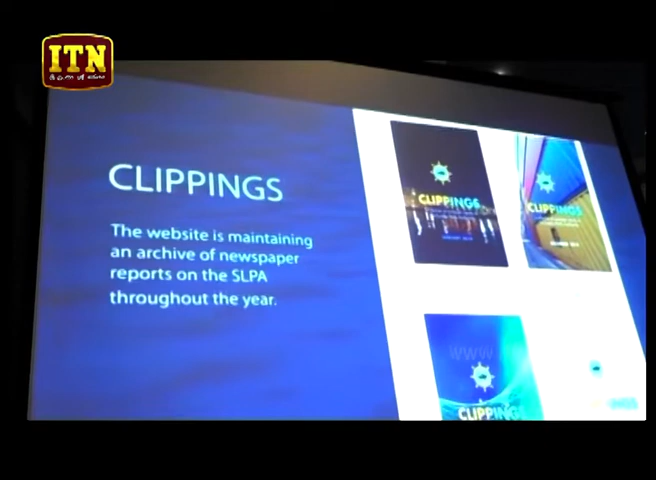 ITN
CLIPPINGS
The website is maintaining
an archive of newspaper
reports on the SLPA
throughout the year.
CLIPPINGS
CLIPPINGS
WWW
CLIPPINGS